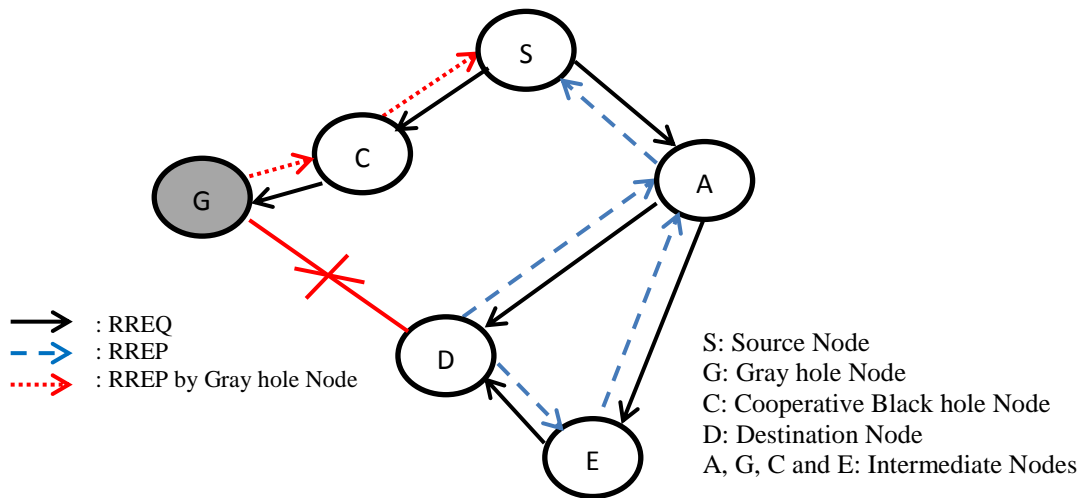 S
C
A
G
D
E
: RREQ
: RREP
: RREP by Gray hole Node
S: Source Node
G: Gray hole Node
C: Cooperative Black hole Node
D: Destination Node
A, G, C and E: Intermediate Nodes